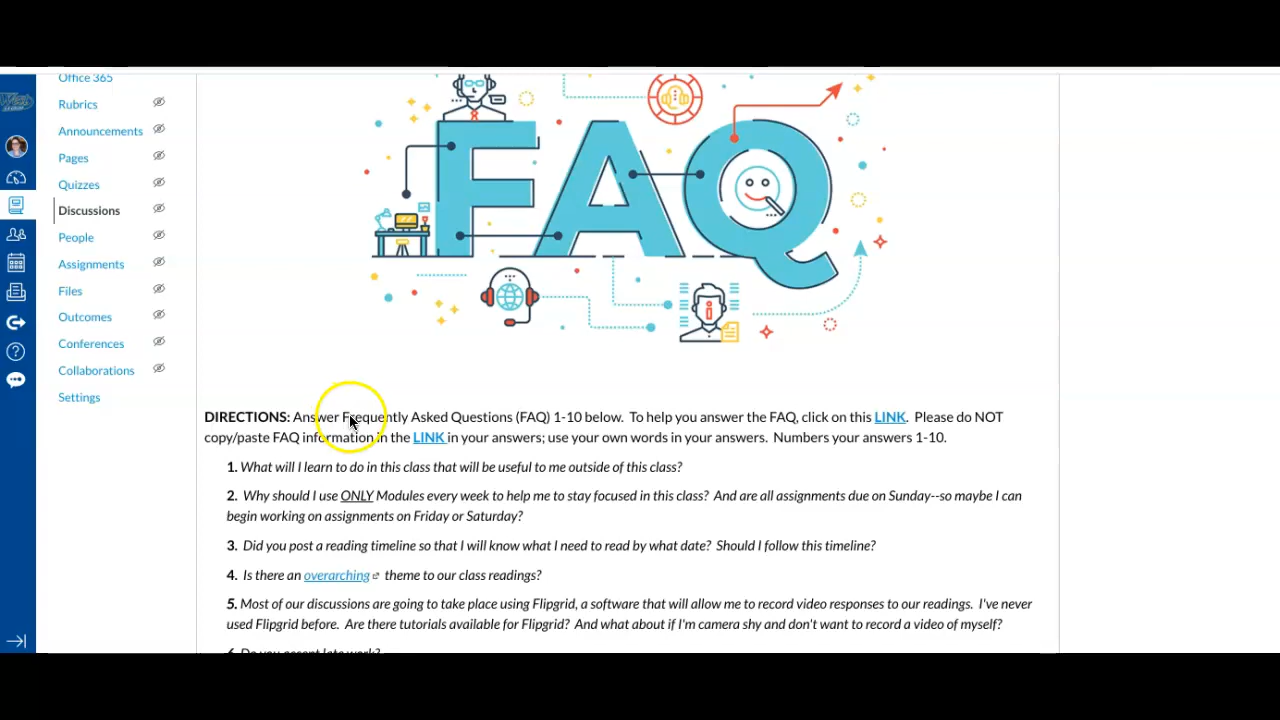 Office 365
Rubrics
Announcements
Pages
Quizzes
Discussions
People
Assignments
Files
Outcomes
Conferences
Collaborations
Settings
FAQ
DIRECTIONS: Answer Frequently Asked Questions (FAQ) 1-10 below. To help you answer the FAQ, click on this LINK. Please do NOT
copy/paste FAQ information in the LINK in your answers; use your own words in your answers. Numbers your answers 1-10.
1. What will I learn to do in this class that will be useful to me outside of this class?
2. Why should I use ONLY Modules every week to help me to stay focused in this class? And are all assignments due on Sunday--so maybe I can
begin working on assignments on Friday or Saturday?
3. Did you post a reading timeline so that I will know what I need to read by what date? Should I follow this timeline?
4. Is there an overarching theme to our class readings?
5. Most of our discussions are going to take place using Flipgrid, a software that will allow me to record video responses to our readings. I've never
used Flipgrid before. Are there tutorials available for Flipgrid? And what about if I'm camera shy and don't want to record a video of myself?
6. Do you accept late work?